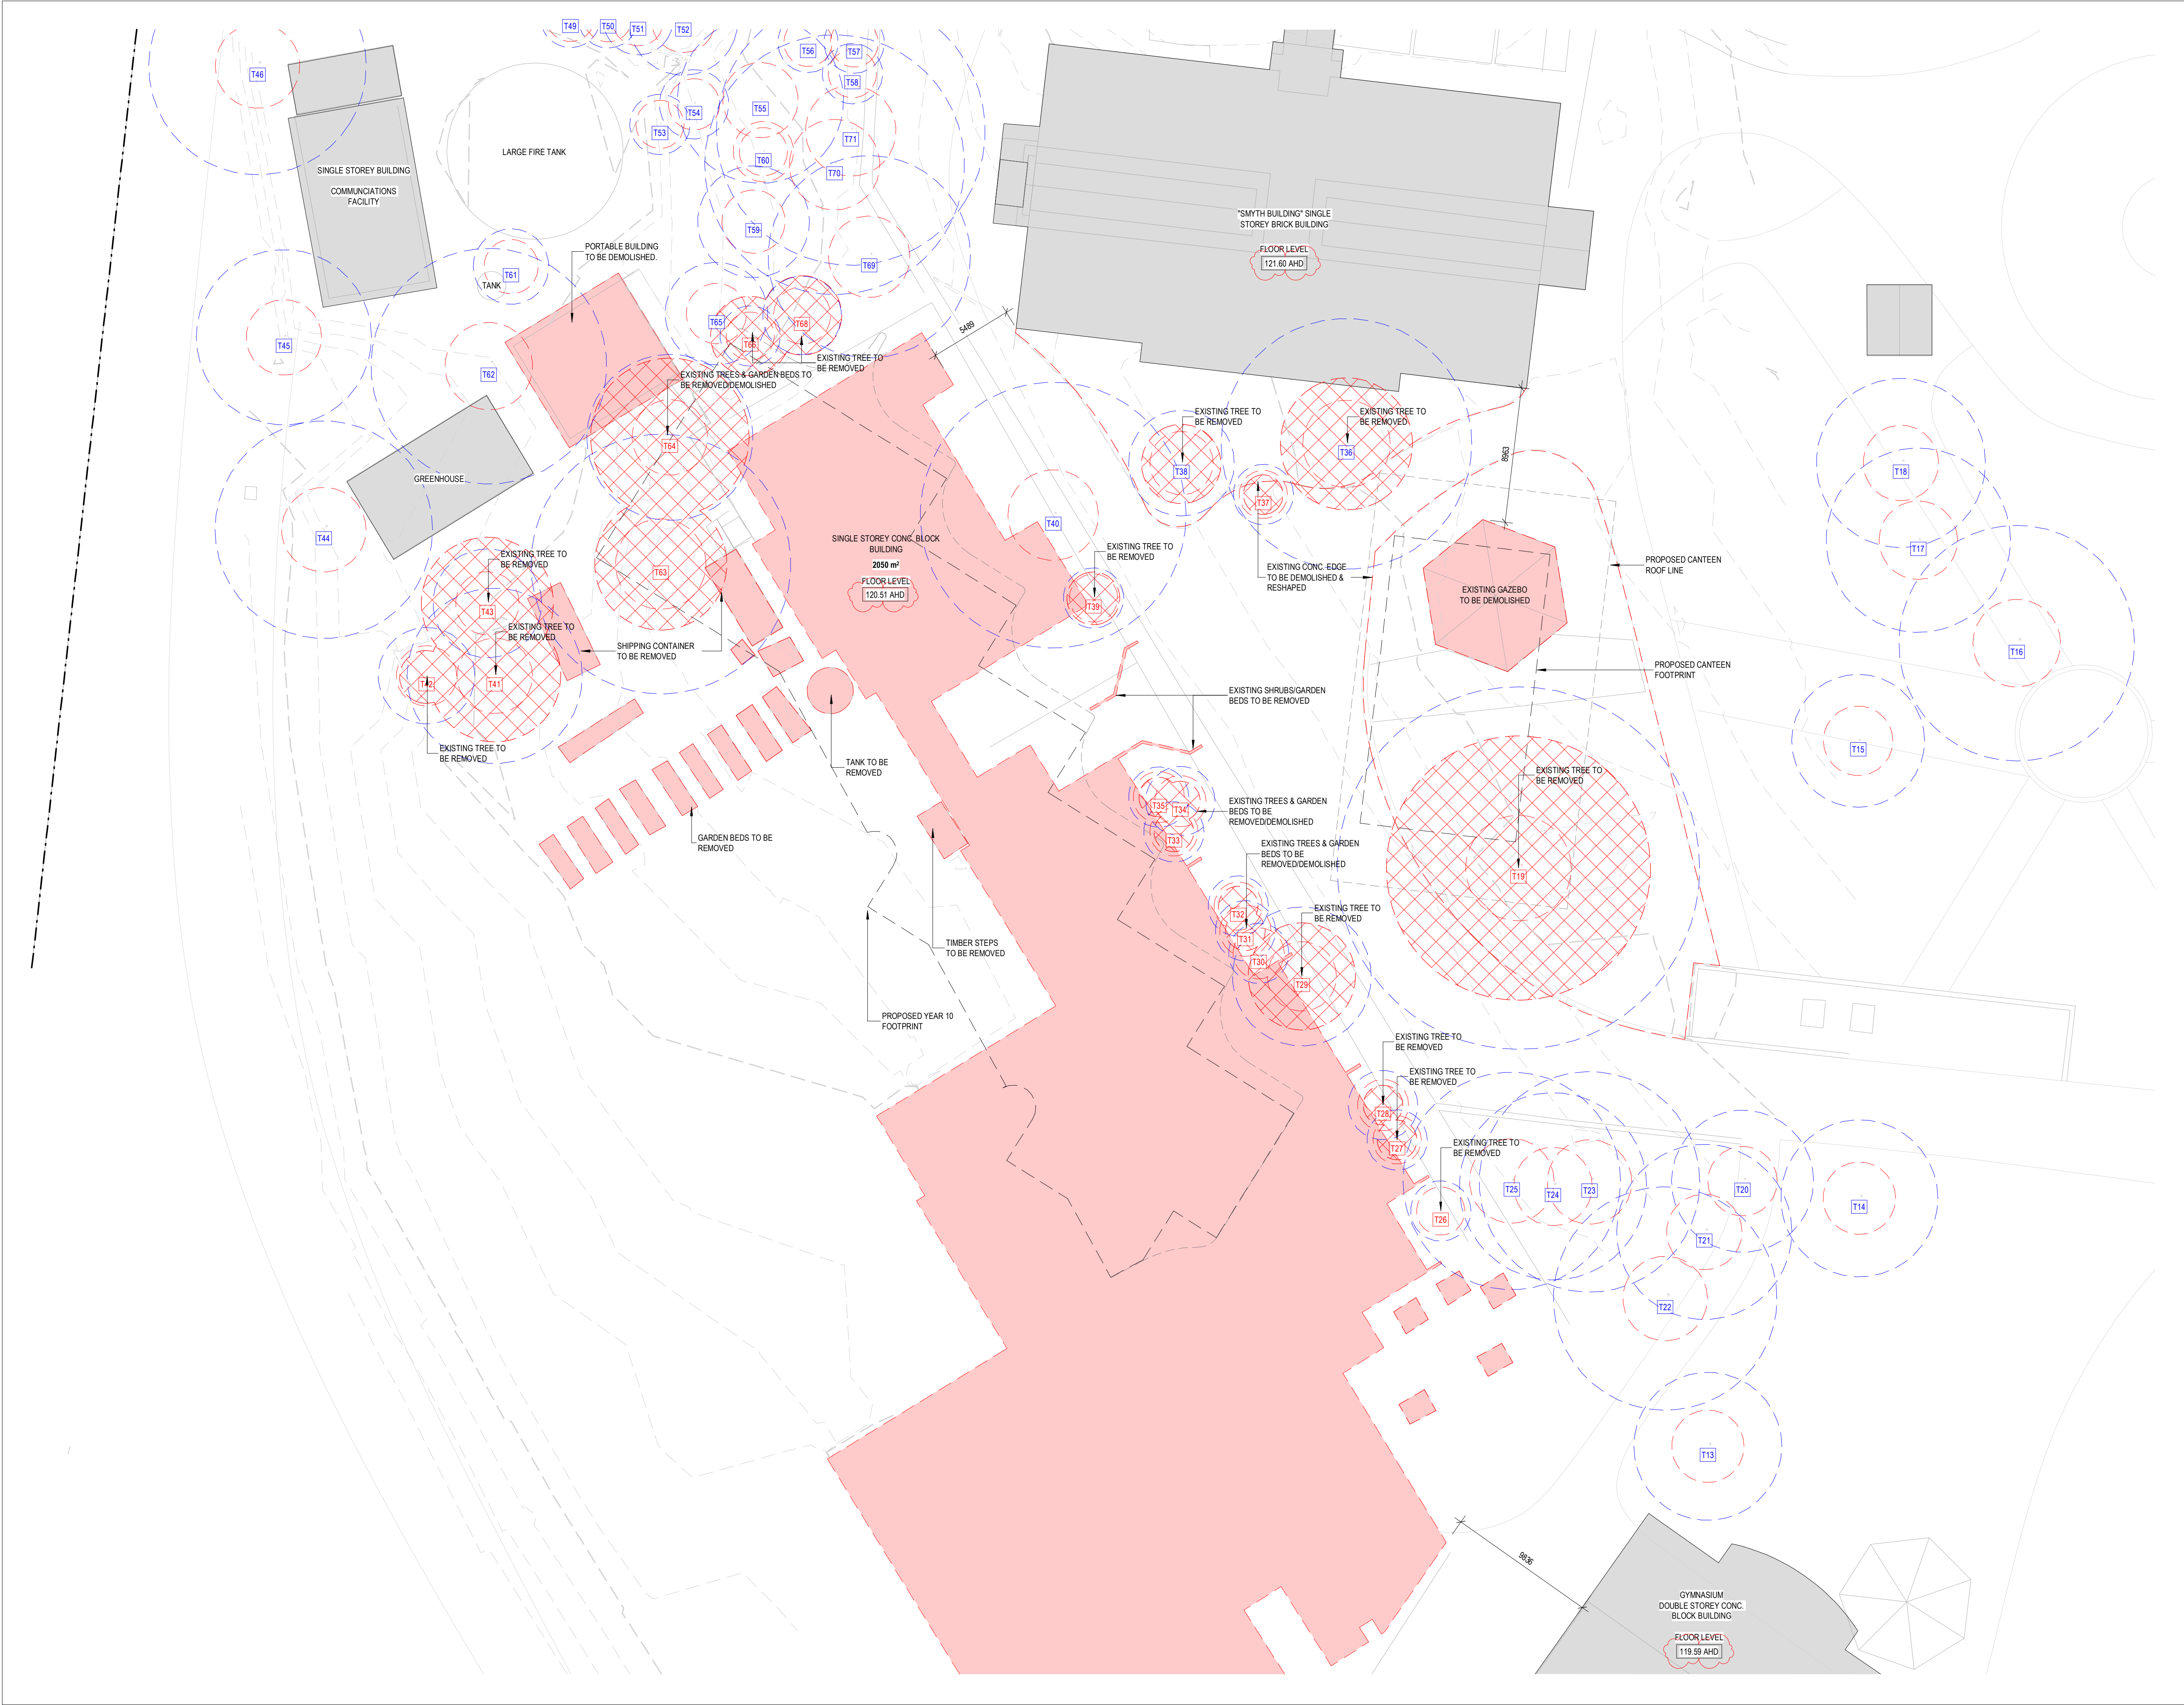 T49
T50
T51
T52
T56
T57
T58
T46
T55
T54
T53
T71
T60
T70
LARGE FIRE TANK
SINGLE STOREY BUILDING
COMMUNCIATIONS
FACILITY
"SMYTH BUILDING" SINGLE
STOREY BRICK BUILDING
FLOOR LEVEL
121.60 AHD
T59
T69
PORTABLE BUILDING
TO BE DEMOLISHED.
T61
TANK
T65
T68
T66
T45
5489
EXISTING TREE TO
BE REMOVED
T62
EXISTING TREES & GARDEN BEDS TO
BE REMOVED/DEMOLISHED
T64
EXISTING TREE TO
BE REMOVED
T38
EXISTING TREE TO
BE REMOVED
T36
8963
T18
GREENHOUSE
T37
T40
T44
SINGLE STOREY CONC. BLOCK
BUILDING
2050 m²
FLOOR LEVEL
120.51 AHD
EXISTING TREE TO
BE REMOVED
T39
EXISTING TREE TO
BE REMOVED
T43
T63
EXISTING CONC. EDGE
TO BE DEMOLISHED &
RESHAPED
EXISTING GAZEBO
TO BE DEMOLISHED
PROPOSED CANTEEN
ROOF LINE
T17
EXISTING TREE TO
BE REMOVED
SHIPPING CONTAINER
TO BE REMOVED
T16
PROPOSED CANTEEN
FOOTPRINT
T42
T41
EXISTING SHRUBS/GARDEN
BEDS TO BE REMOVED
EXISTING TREE TO
BE REMOVED
T15
TANK TO BE
REMOVED
EXISTING TREE TO
BE REMOVED
T35
T34
EXISTING TREES & GARDEN
BEDS TO BE
REMOVED/DEMOLISHED
T33
GARDEN BEDS TO BE
REMOVED
EXISTING TREES & GARDEN
BEDS TO BE
REMOVED/DEMOLISHED
T19
T32
EXISTING TREE TO
BE REMOVED
T31
TIMBER STEPS
TO BE REMOVED
T30
T29
PROPOSED YEAR 10
FOOTPRINT
EXISTING TREE TO
BE REMOVED
EXISTING TREE TO
BE REMOVED
T28
T27
EXISTING TREE TO
BE REMOVED
T25
T24
T23
T20
T14
T26
T21
T22
T13
9836
GYMNASIUM
DOUBLE STOREY CONC.
BLOCK BUILDING
FLOOR LEVEL
119.59 AHD